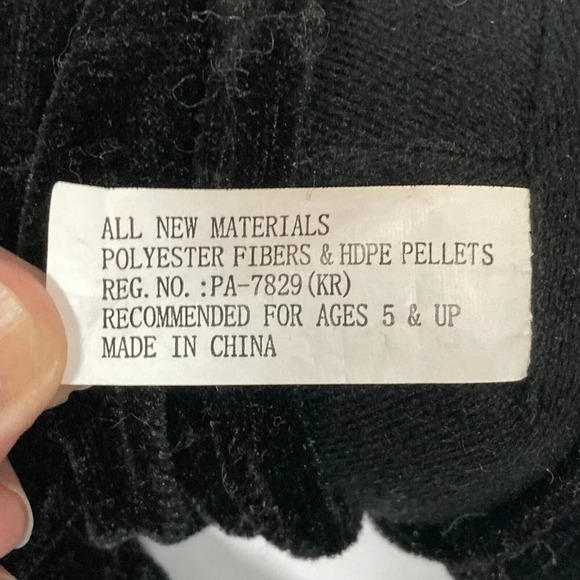 ALL NEW MATERIALS
POLYESTER FIBERS & HDPE PELLETS
REG. NO. :PA-7829(KR)
RECOMMENDED FOR AGES 5 & UP
MADE IN CHINA